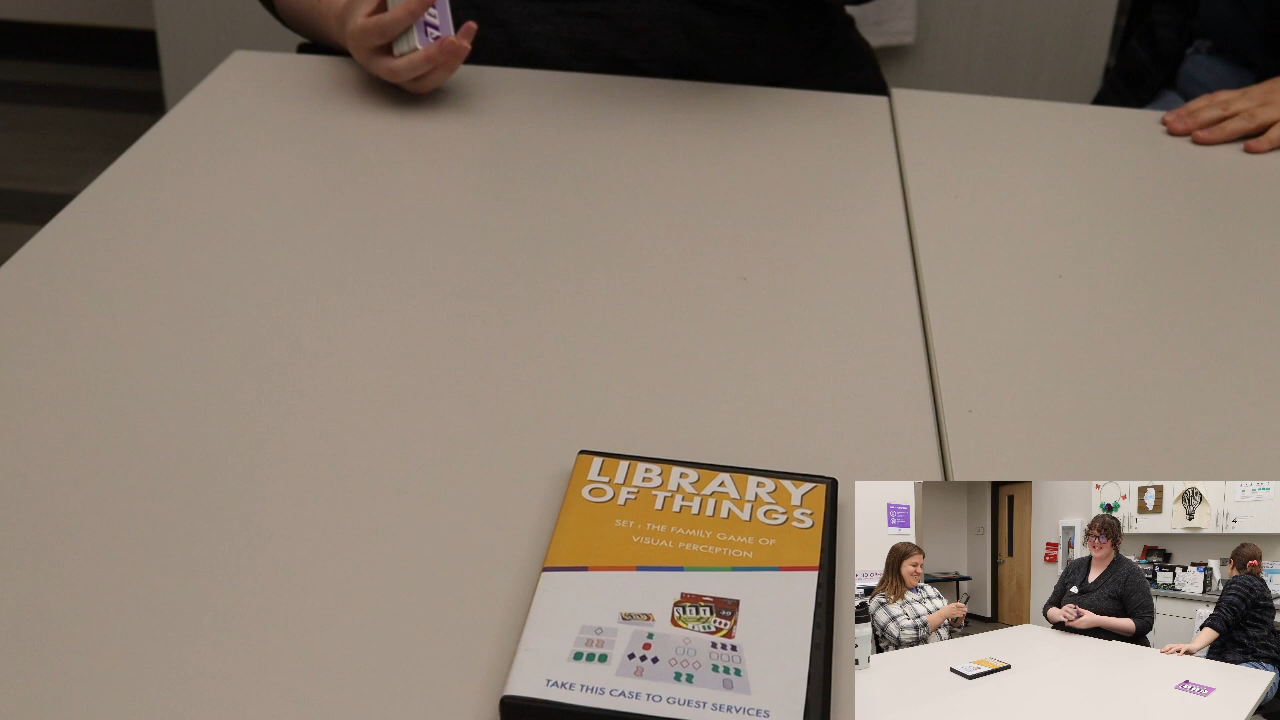 LIBRARY
OF THINGS
SET: THE FAMILY GAME OF
VISUAL PERCEPTION
TAKE THIS CASE TO GUEST SERVICES